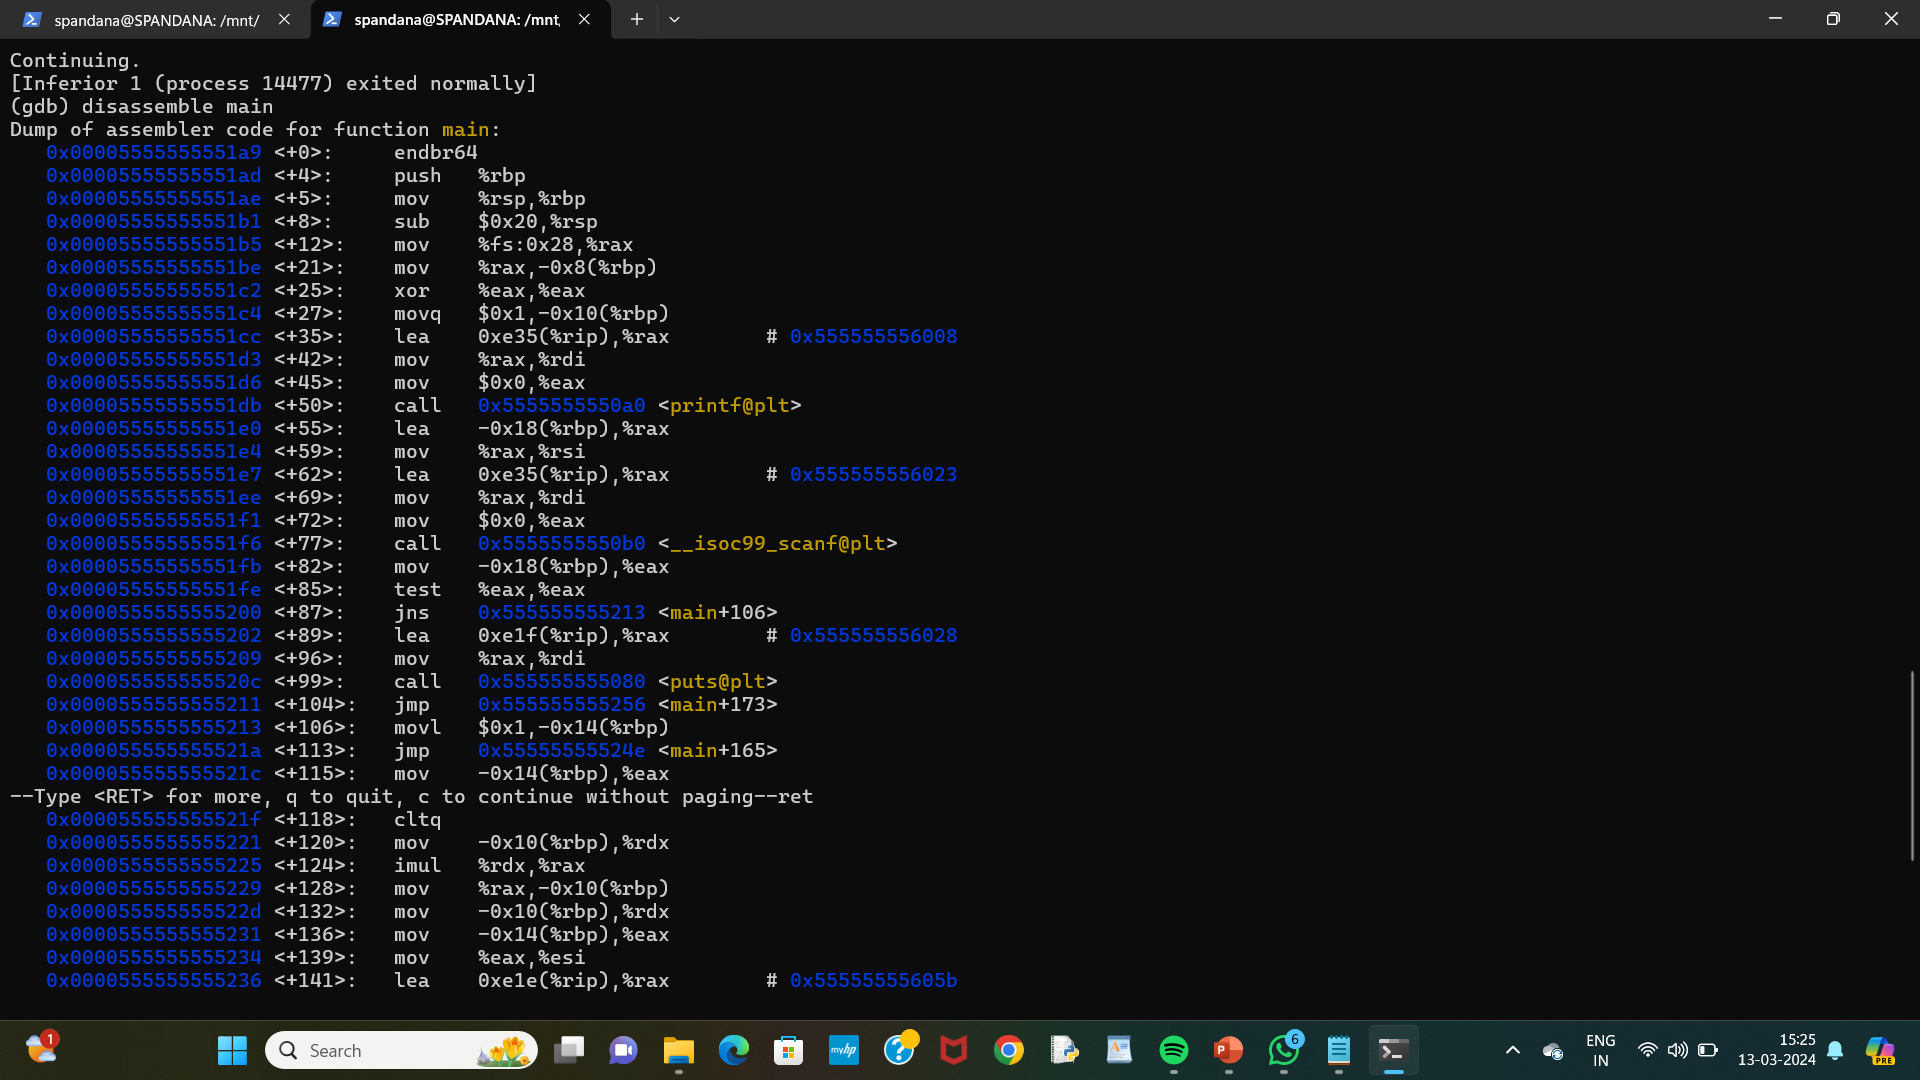 spandana@SPANDANA: /mnt/
spandana@SPANDANA: /mnt,
Continuing.
[Inferior 1 (process 14477) exited normally]
(gdb) disassemble main
Dump of assembler code for function main:
0x00005555555551a9 <+0>: endbr64
0x00005555555551ad <+4>: push %rbp
0x00005555555551ae <+5>: mov %rsp,%rbp
0x00005555555551b1 <+8>: sub $0x20,%rsp
0x00005555555551b5 <+12>: mov %fs:0x28,%rax
0x00005555555551be <+21>: mov %rax,-0x8(%rbp)
0x00005555555551c2 <+25>: xor %eax,%eax
0x00005555555551c4 <+27>: movq $0x1,-0x10(%rbp)
0x00005555555551cc <+35>: lea 0xe35(%rip),%rax # 0x555555556008
0x00005555555551d3 <+42>: mov %rax,%rdi
0x00005555555551d6 <+45>: mov $0x0,%eax
0x00005555555551db <+50>: call 0x5555555550a0 <printf@plt>
0x00005555555551e0 <+55>: lea -0x18(%rbp),%rax
0x00005555555551e4 <+59>: mov %rax,%rsi
0x00005555555551e7 <+62>: lea 0xe35(%rip),%rax # 0x555555556023
0x00005555555551ee <+69>: mov %rax,%rdi
0x00005555555551f1 <+72>: mov $0x0,%eax
0x00005555555551f6 <+77>: call 0x5555555550b0 <__isoc99_scanf@plt>
0x00005555555551fb <+82>: mov -0x18(%rbp),%eax
0x00005555555551fe <+85>: test %eax,%eax
0x0000555555555200 <+87>: jns 0x555555555213 <main+106>
0x0000555555555202 <+89>: lea 0xe1f(%rip),%rax # 0x555555556028
0x0000555555555209 <+96>: mov %rax,%rdi
0x000055555555520c <+99>: call 0x555555555080 <puts@plt>
0x0000555555555211 <+104>: jmp 0x555555555256 <main+173>
0x0000555555555213 <+106>: movl $0x1,-0x14(%rbp)
0x000055555555521a <+113>: jmp 0x55555555524e <main+165>
0x000055555555521c <+115>: mov -0x14(%rbp),%eax
--Type <RET> for more, q to quit, c to continue without paging--ret
0x000055555555521f <+118>: cltq
0x0000555555555221 <+120>: mov -0x10(%rbp),%rdx
0x0000555555555225 <+124>: imul %rdx,%rax
0x0000555555555229 <+128>: mov %rax,-0x10(%rbp)
0x000055555555522d <+132>: mov -0x10(%rbp),%rdx
0x0000555555555231 <+136>: mov -0x14(%rbp),%eax
0x0000555555555234 <+139>: mov %eax,%esi
0x0000555555555236 <+141>: lea 0xe1e(%rip),%rax # 0x55555555605b
1
Search
myhp
6
ENG
IN
15:25
13-03-2024
PRE